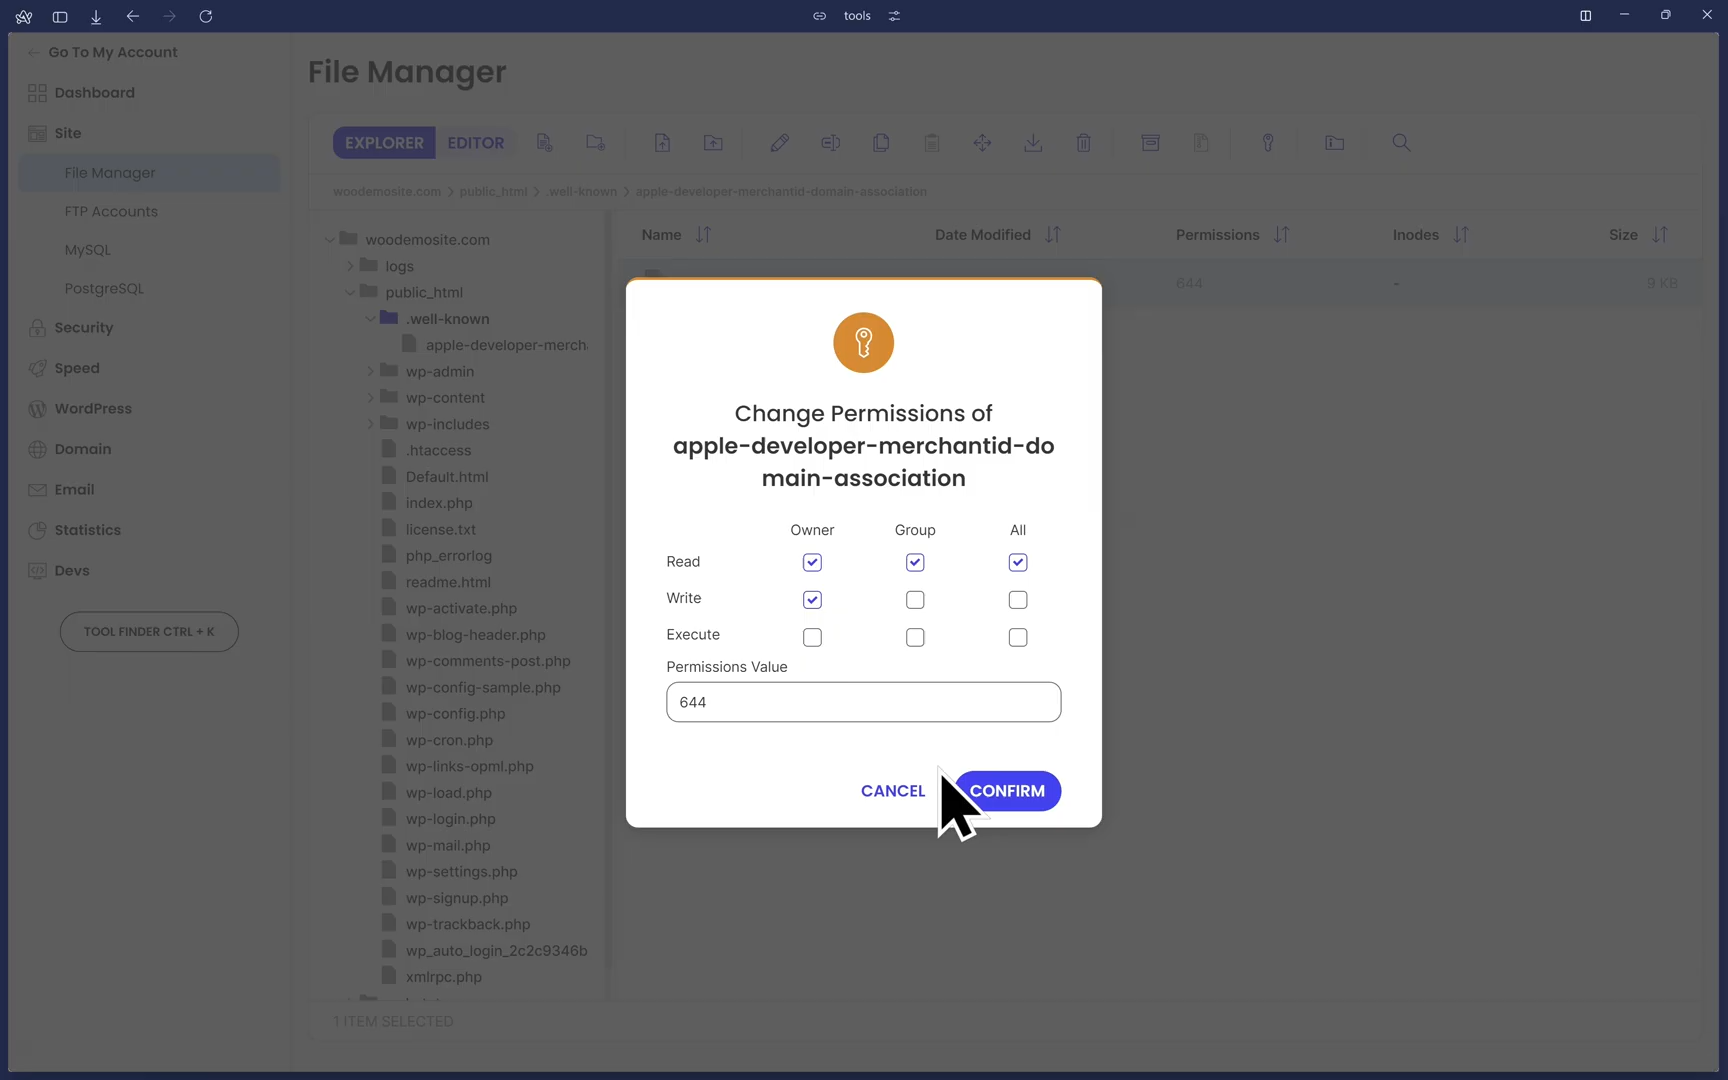 tools
Go To My Account
Dashboard
Site
File Manager
FTP Accounts
MySQL
PostgreSQL
Security
Speed
WordPress
Domain
Email
Statistics
Devs
TOOL FINDER CTRL + K
File Manager
EXPLORER EDITOR
woodemosite.com > public_html > .well-known > apple-developer-merchantid-domain-association
woodemosite.com
logs
public_html
.well-known
apple-developer-merch
wp-admin
wp-content
wp-includes
.htaccess
Default.html
index.php
license.txt
php_errorlog
readme.html
wp-activate.php
wp-blog-header.php
wp-comments-post.php
wp-config-sample.php
wp-config.php
wp-cron.php
wp-links-opml.php
wp-load.php
wp-login.php
wp-mail.php
wp-settings.php
wp-signup.php
wp-trackback.php
wp_auto_login_2c2c9346b
xmlrpc.php
1 ITEM SELECTED
Name Date Modified Permissions Inodes Size
644 - 9 KB
Change Permissions of
apple-developer-merchantid-do
main-association
Owner Group All
Read
Write
Execute
Permissions Value
644
CANCEL CONFIRM